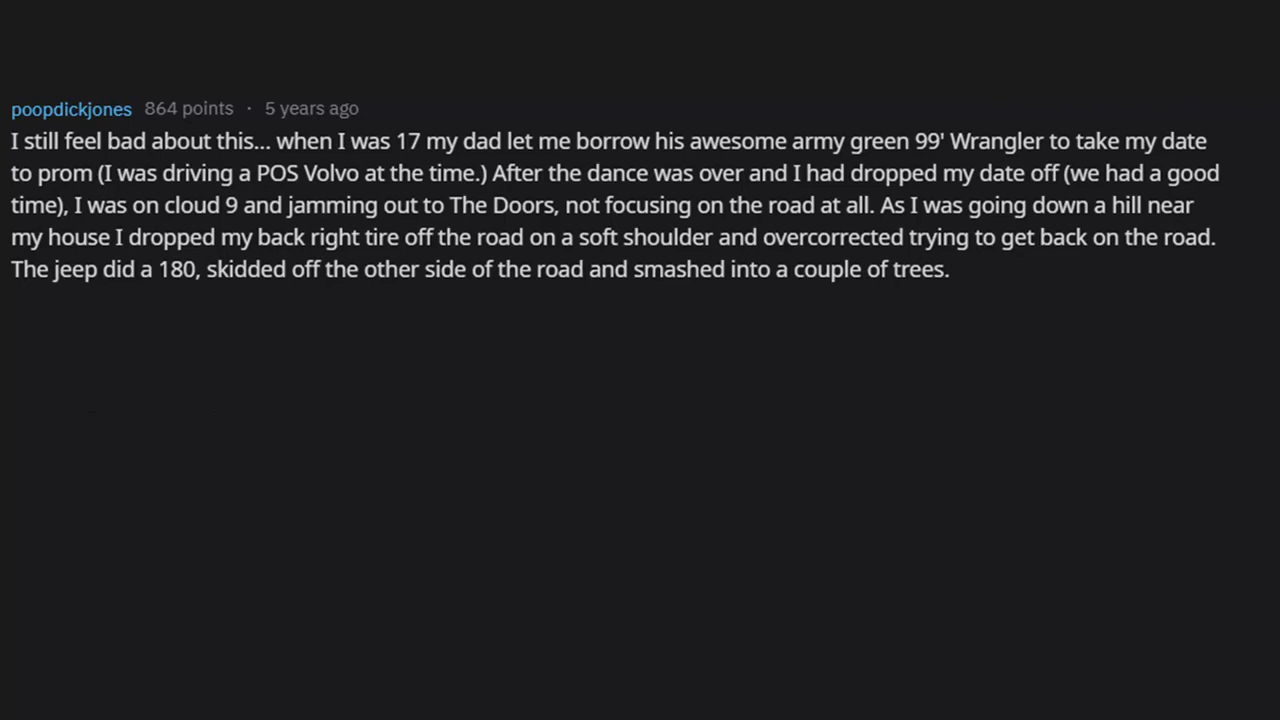 poopdickjones 864 points · 5 years ago
I still feel bad about this... when I was 17 my dad let me borrow his awesome army green 99' Wrangler to take my date
to prom (I was driving a POS Volvo at the time.) After the dance was over and I had dropped my date off (we had a good
time), I was on cloud 9 and jamming out to The Doors, not focusing on the road at all. As I was going down a hill near
my house I dropped my back right tire off the road on a soft shoulder and overcorrected trying to get back on the road.
The jeep did a 180, skidded off the other side of the road and smashed into a couple of trees.